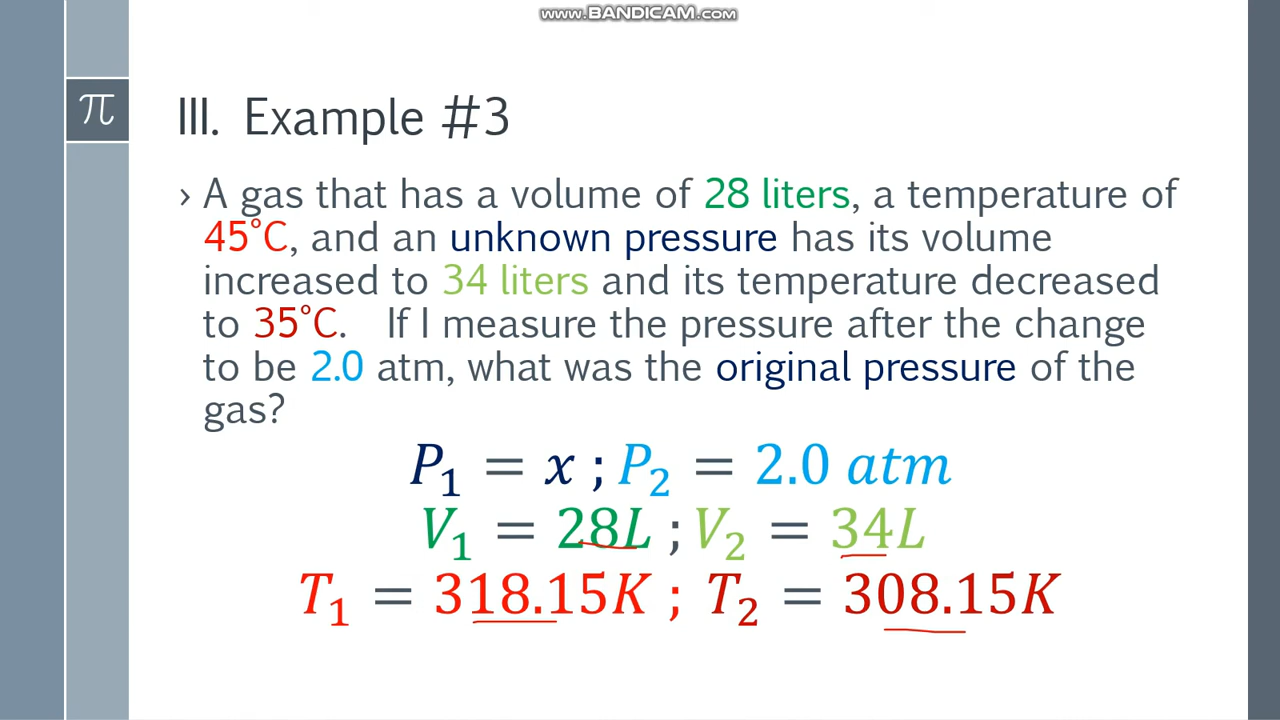 www.BANDICAM.com
π
III. Example #3
› A gas that has a volume of 28 liters, a temperature of
45°C, and an unknown pressure has its volume
increased to 34 liters and its temperature decreased
to 35°C. If I measure the pressure after the change
to be 2.0 atm, what was the original pressure of the
gas?
P₁ = x ; P₂ = 2.0 atm
V₁ = 28L ; V₂ = 34L
T₁ = 318.15K ; T₂ = 308.15K